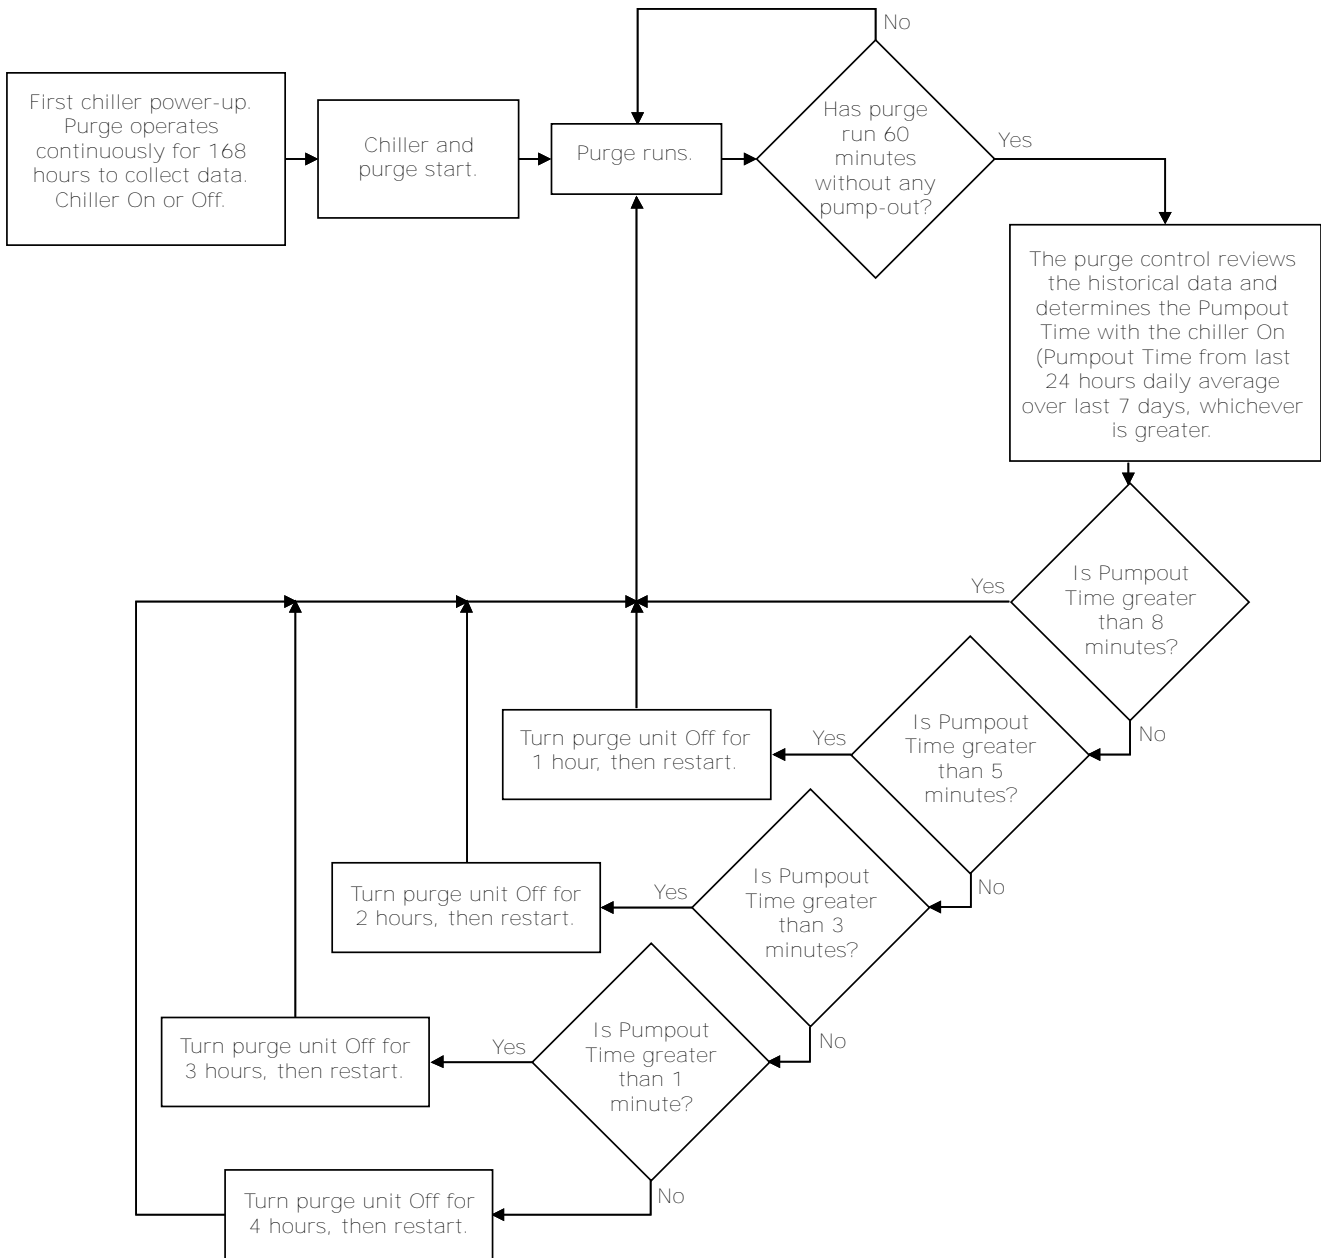 No
First chiller power-up.
Purge operates
continuously for 168
hours to collect data.
Chiller On or Off.
Chiller and
purge start.
Purge runs.
Has purge
run 60
minutes
without any
pump-out?
Yes
The purge control reviews
the historical data and
determines the Pumpout
Time with the chiller On
(Pumpout Time from last
24 hours daily average
over last 7 days, whichever
is greater.
Is Pumpout
Time greater
than 8
minutes?
Yes
No
Is Pumpout
Time greater
than 5
minutes?
Yes
Turn purge unit Off for
1 hour, then restart.
No
Is Pumpout
Time greater
than 3
minutes?
Yes
Turn purge unit Off for
2 hours, then restart.
No
Is Pumpout
Time greater
than 1
minute?
Yes
Turn purge unit Off for
3 hours, then restart.
No
Turn purge unit Off for
4 hours, then restart.